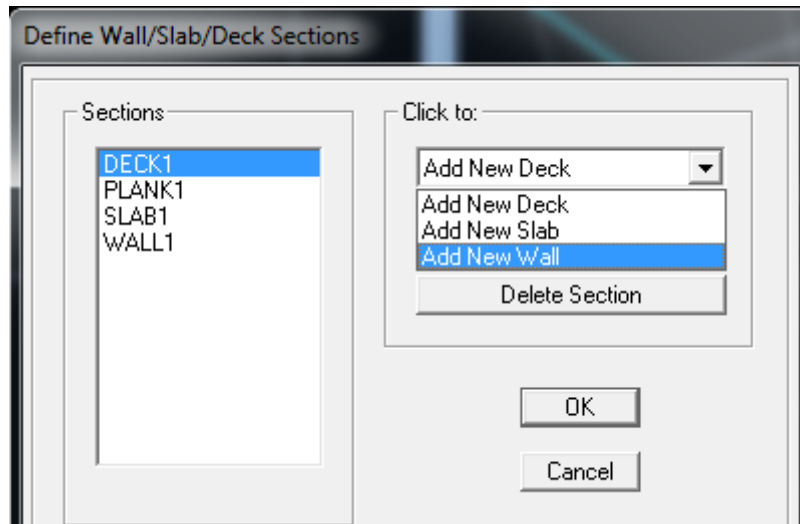 Define Wall/Slab/Deck Sections
Sections
DECK1
PLANK1
SLAB1
WALL1
Click to:
Add New Deck
Add New Deck
Add New Slab
Add New Wall
Delete Section
OK
Cancel